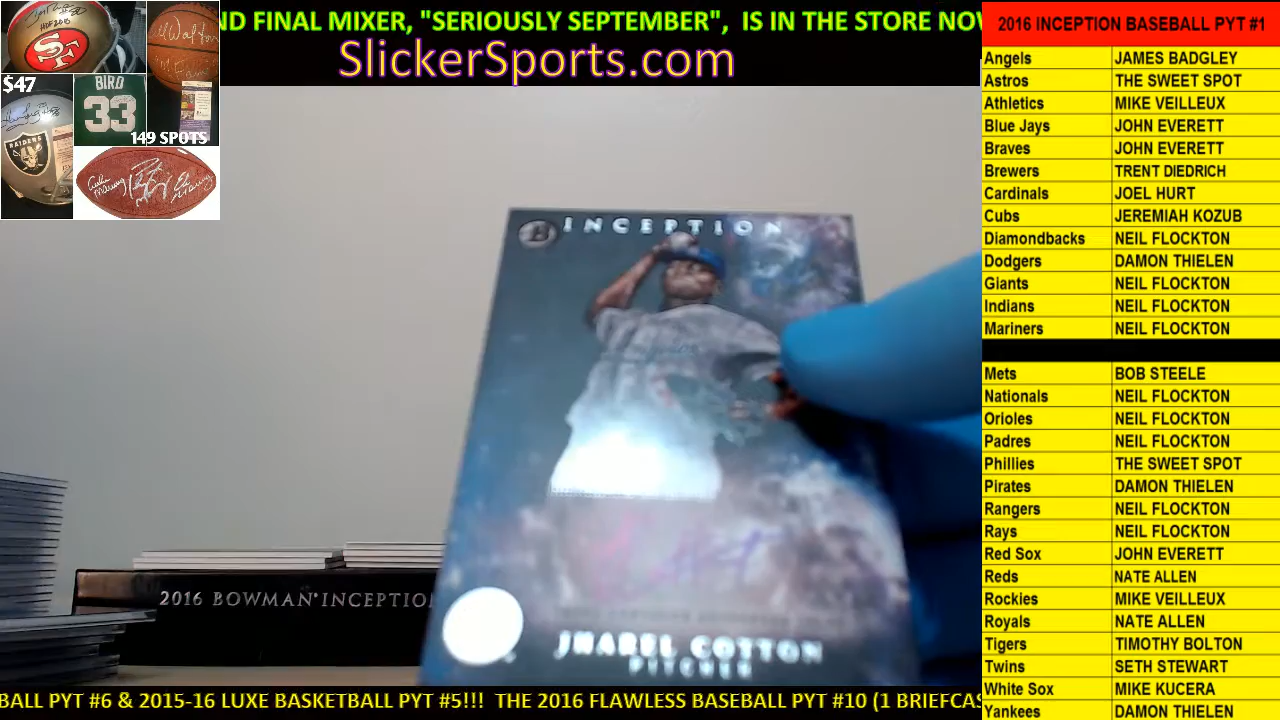 ND FINAL MIXER, "SERIOUSLY SEPTEMBER", IS IN THE STORE NOW
SlickerSports.com
$47
BIRD
33
149 SPOTS
RAIDERS
SF
INCEPTION
JHAREL COTTON
PITCHER
2016 BOWMAN INCEPTION
BALL PYT #6 & 2015-16 LUXE BASKETBALL PYT #5!!! THE 2016 FLAWLESS BASEBALL PYT #10 (1 BRIEFCAS
2016 INCEPTION BASEBALL PYT #1
Angels JAMES BADGLEY
Astros THE SWEET SPOT
Athletics MIKE VEILLEUX
Blue Jays JOHN EVERETT
Braves JOHN EVERETT
Brewers TRENT DIEDRICH
Cardinals JOEL HURT
Cubs JEREMIAH KOZUB
Diamondbacks NEIL FLOCKTON
Dodgers DAMON THIELEN
Giants NEIL FLOCKTON
Indians NEIL FLOCKTON
Mariners NEIL FLOCKTON
Mets BOB STEELE
Nationals NEIL FLOCKTON
Orioles NEIL FLOCKTON
Padres NEIL FLOCKTON
Phillies THE SWEET SPOT
Pirates DAMON THIELEN
Rangers NEIL FLOCKTON
Rays NEIL FLOCKTON
Red Sox JOHN EVERETT
Reds NATE ALLEN
Rockies MIKE VEILLEUX
Royals NATE ALLEN
Tigers TIMOTHY BOLTON
Twins SETH STEWART
White Sox MIKE KUCERA
Yankees DAMON THIELEN